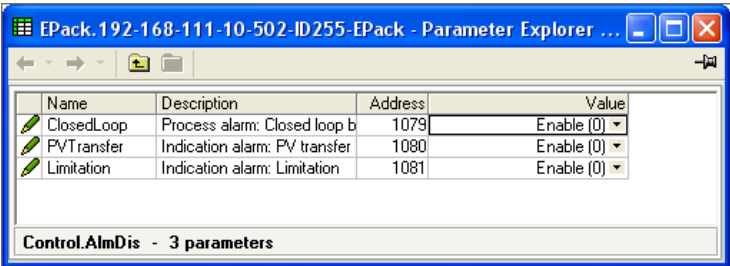 EPack.192-168-111-10-502-ID255-EPack - Parameter Explorer ...
Name Description Address Value
ClosedLoop Process alarm: Closed loop b 1079 Enable (0)
PVTransfer Indication alarm: PV transfer 1080 Enable (0)
Limitation Indication alarm: Limitation 1081 Enable (0)
Control.AlmDis - 3 parameters